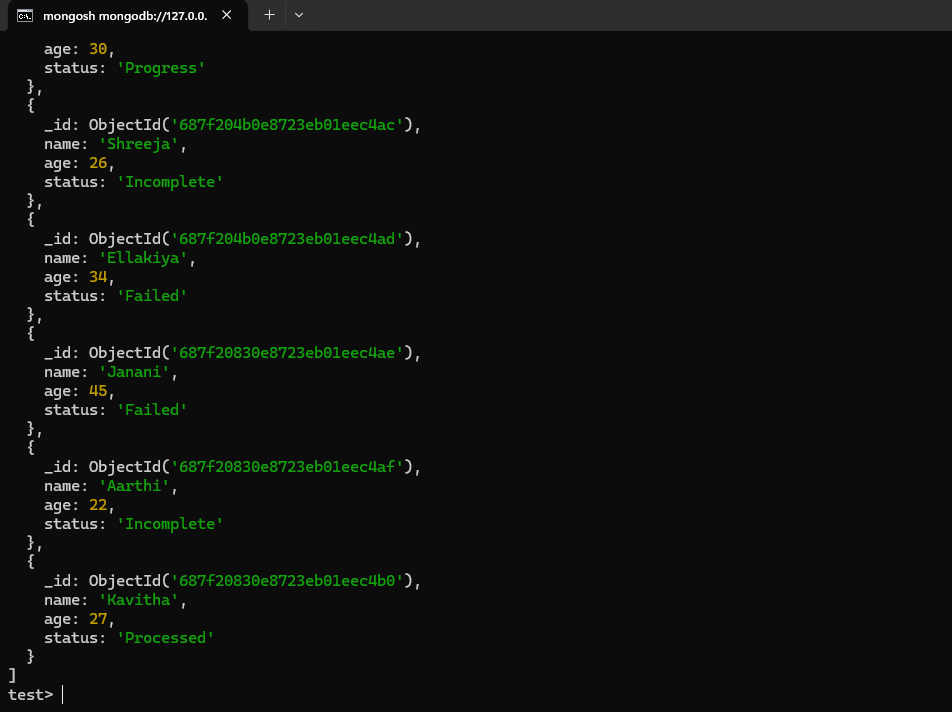 mongosh mongodb://127.0.0.
age: 30,
status: 'Progress'
},
{
_id: ObjectId('687f204b0e8723eb01eec4ac'),
name: 'Shreeja',
age: 26,
status: 'Incomplete'
},
{
_id: ObjectId('687f204b0e8723eb01eec4ad'),
name: 'Ellakiya',
age: 34,
status: 'Failed'
},
{
_id: ObjectId('687f20830e8723eb01eec4ae'),
name: 'Janani',
age: 45,
status: 'Failed'
},
{
_id: ObjectId('687f20830e8723eb01eec4af'),
name: 'Aarthi',
age: 22,
status: 'Incomplete'
},
{
_id: ObjectId('687f20830e8723eb01eec4b0'),
name: 'Kavitha',
age: 27,
status: 'Processed'
}
]
test>